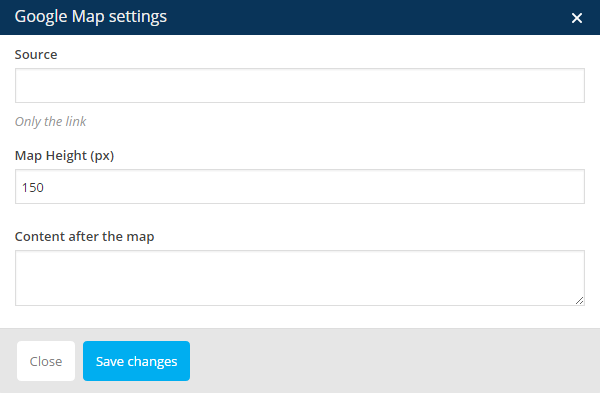 Google Map settings
Source
Only the link
Map Height (px)
150
Content after the map
Close
Save changes